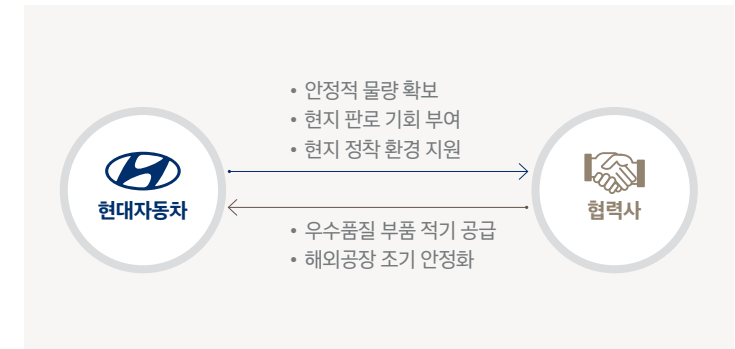 • 안정적 물량 확보
• 현지 판로 기회 부여
• 현지 정착 환경 지원
현대자동차
협력사
• 우수품질 부품 적기 공급
• 해외공장 조기 안정화